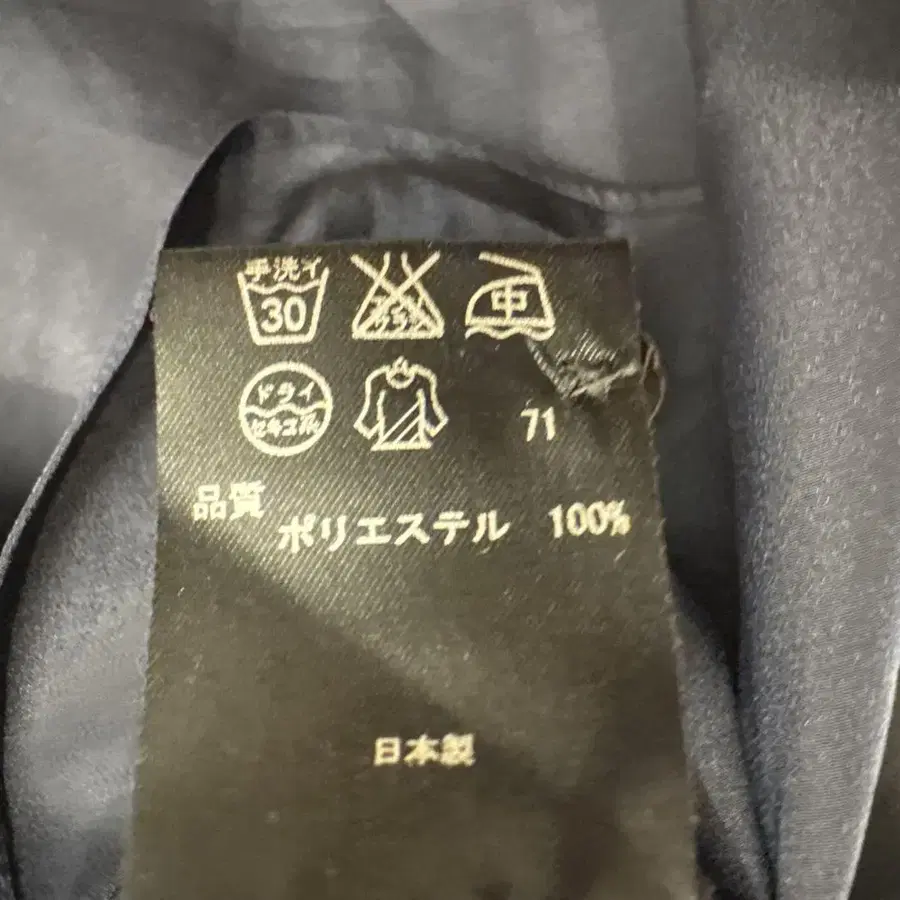 手洗イ
30
中
ドライ
セキユ系
71
品質
ポリエステル 100%
日本製